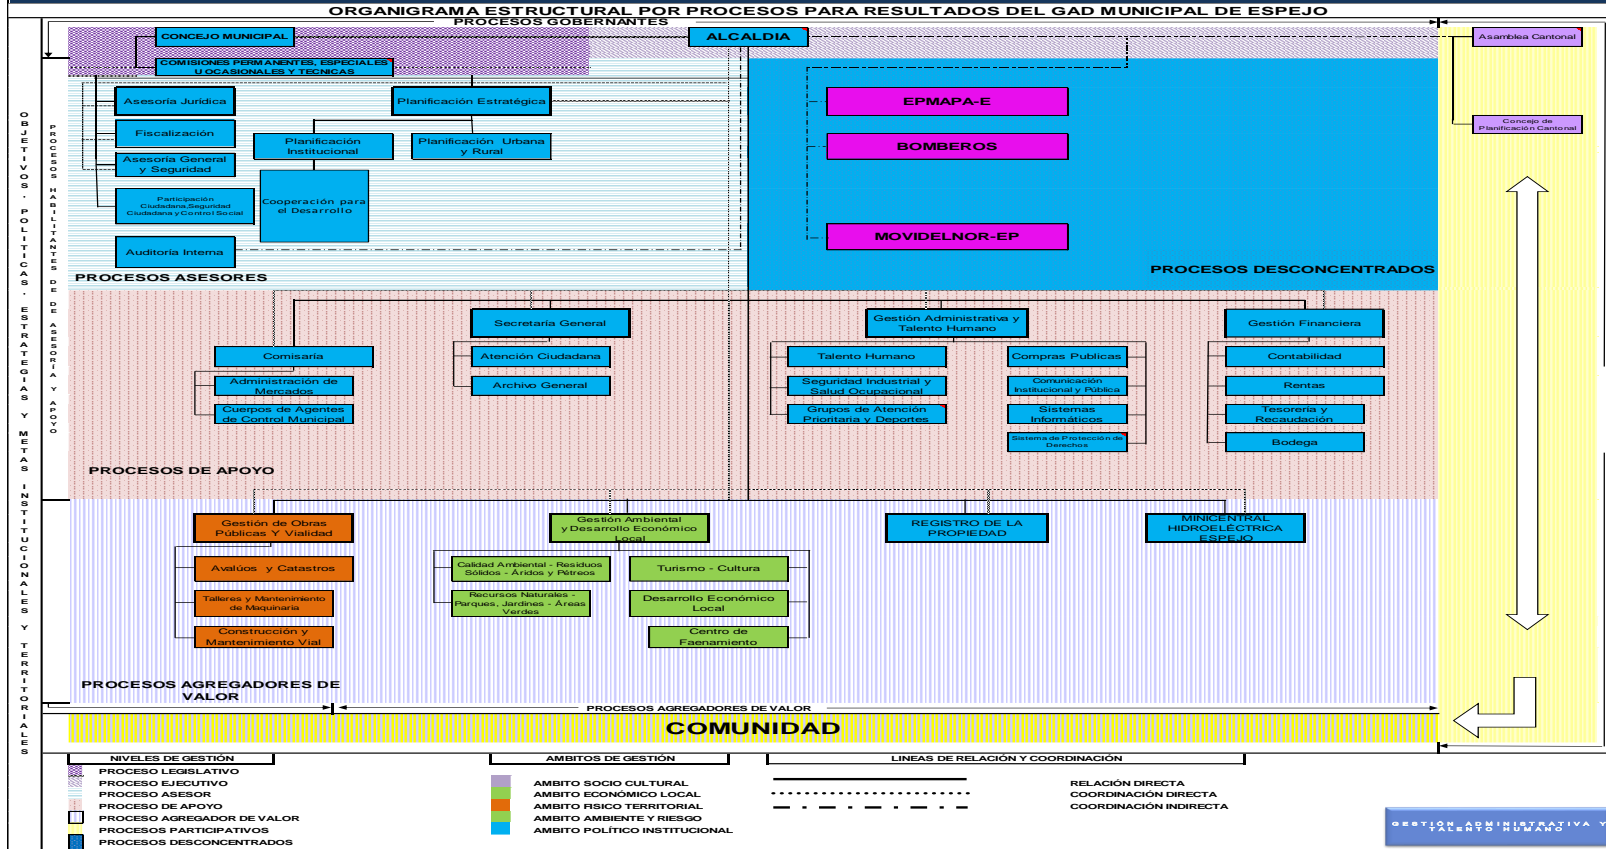 ORGANIGRAMA ESTRUCTURAL POR PROCESOS PARA RESULTADOS DEL GAD MUNICIPAL DE ESPEJO
PROCESOS GOBERNANTES
CONCEJO MUNICIPAL
ALCALDIA
Asamblea Cantonal
COMISIONES PERMANENTES, ESPECIALES
U OCASIONALES Y TECNICAS
Asesoría Jurídica
Planificación Estratégica
EPMAPA-E
Concejo de
Planificación Cantonal
Fiscalización
Planificación
Institucional
Planificación Urbana
y Rural
BOMBEROS
Asesoría General
y Seguridad
Participación
Ciudadana,Seguridad
Ciudadana y Control Social
Cooperación para
el Desarrollo
MOVIDELNOR-EP
Auditoría Interna
PROCESOS ASESORES
PROCESOS DESCONCENTRADOS
OBJETIVOS, POLITICAS, ESTRATEGIAS Y METAS INSTITUCIONALES Y TERRITORIALES
PROCESOS HABILITANTES DE DE ASESORÍA Y APOYO
Secretaría General
Gestión Administrativa y
Talento Humano
Gestión Financiera
Comisaría
Atención Ciudadana
Talento Humano
Compras Publicas
Contabilidad
Administración de
Mercados
Archivo General
Seguridad Industrial y
Salud Ocupacional
Comunicación
Institucional y Pública
Rentas
Cuerpos de Agentes
de Control Municipal
Grupos de Atención
Prioritaria y Deportes
Sistemas
Informáticos
Tesorería y
Recaudación
Sistema de Protección de
Derechos
Bodega
PROCESOS DE APOYO
Gestión de Obras
Públicas Y Vialidad
Gestión Ambiental
y Desarrollo Económico
Local
REGISTRO DE LA
PROPIEDAD
MINICENTRAL
HIDROELÉCTRICA
ESPEJO
Avalúos y Catastros
Calidad Ambiental - Residuos
Sólidos - Áridos y Pétreos
Turismo - Cultura
Talleres y Mantenimiento
de Maquinaria
Recursos Naturales -
Parques, Jardines - Áreas
Verdes
Desarrollo Económico
Local
Construcción y
Mantenimiento Vial
Centro de
Faenamiento
PROCESOS AGREGADORES DE
VALOR
PROCESOS AGREGADORES DE VALOR
COMUNIDAD
NIVELES DE GESTIÓN
PROCESO LEGISLATIVO
PROCESO EJECUTIVO
PROCESO ASESOR
PROCESO DE APOYO
PROCESO AGREGADOR DE VALOR
PROCESOS PARTICIPATIVOS
PROCESOS DESCONCENTRADOS
AMBITOS DE GESTIÓN
AMBITO SOCIO CULTURAL
AMBITO ECONÓMICO LOCAL
AMBITO FISICO TERRITORIAL
AMBITO AMBIENTE Y RIESGO
AMBITO POLÍTICO INSTITUCIONAL
LINEAS DE RELACIÓN Y COORDINACIÓN
RELACIÓN DIRECTA
COORDINACIÓN DIRECTA
COORDINACIÓN INDIRECTA
GESTIÓN ADMINISTRATIVA Y
TALENTO HUMANO